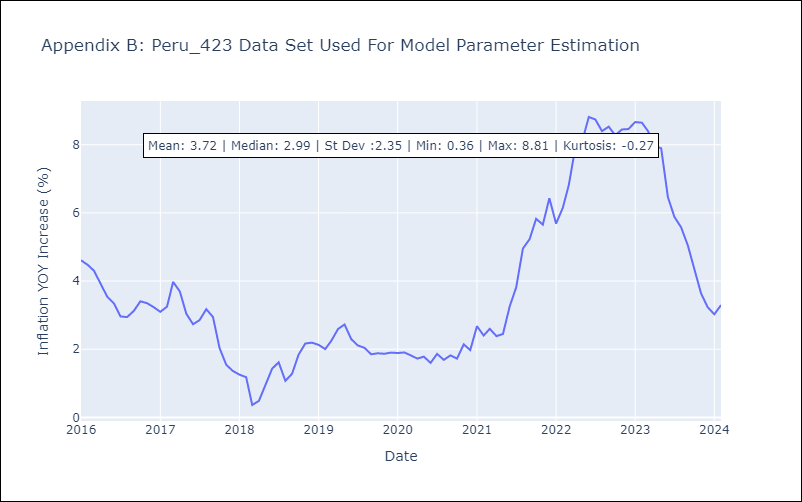 Appendix B: Peru_423 Data Set Used For Model Parameter Estimation
Mean: 3.72 | Median: 2.99 | St Dev :2.35 | Min: 0.36 | Max: 8.81 | Kurtosis: -0.27
Inflation YOY Increase (%)
8
6
4
2
0
2016 2017 2018 2019 2020 2021 2022 2023 2024
Date